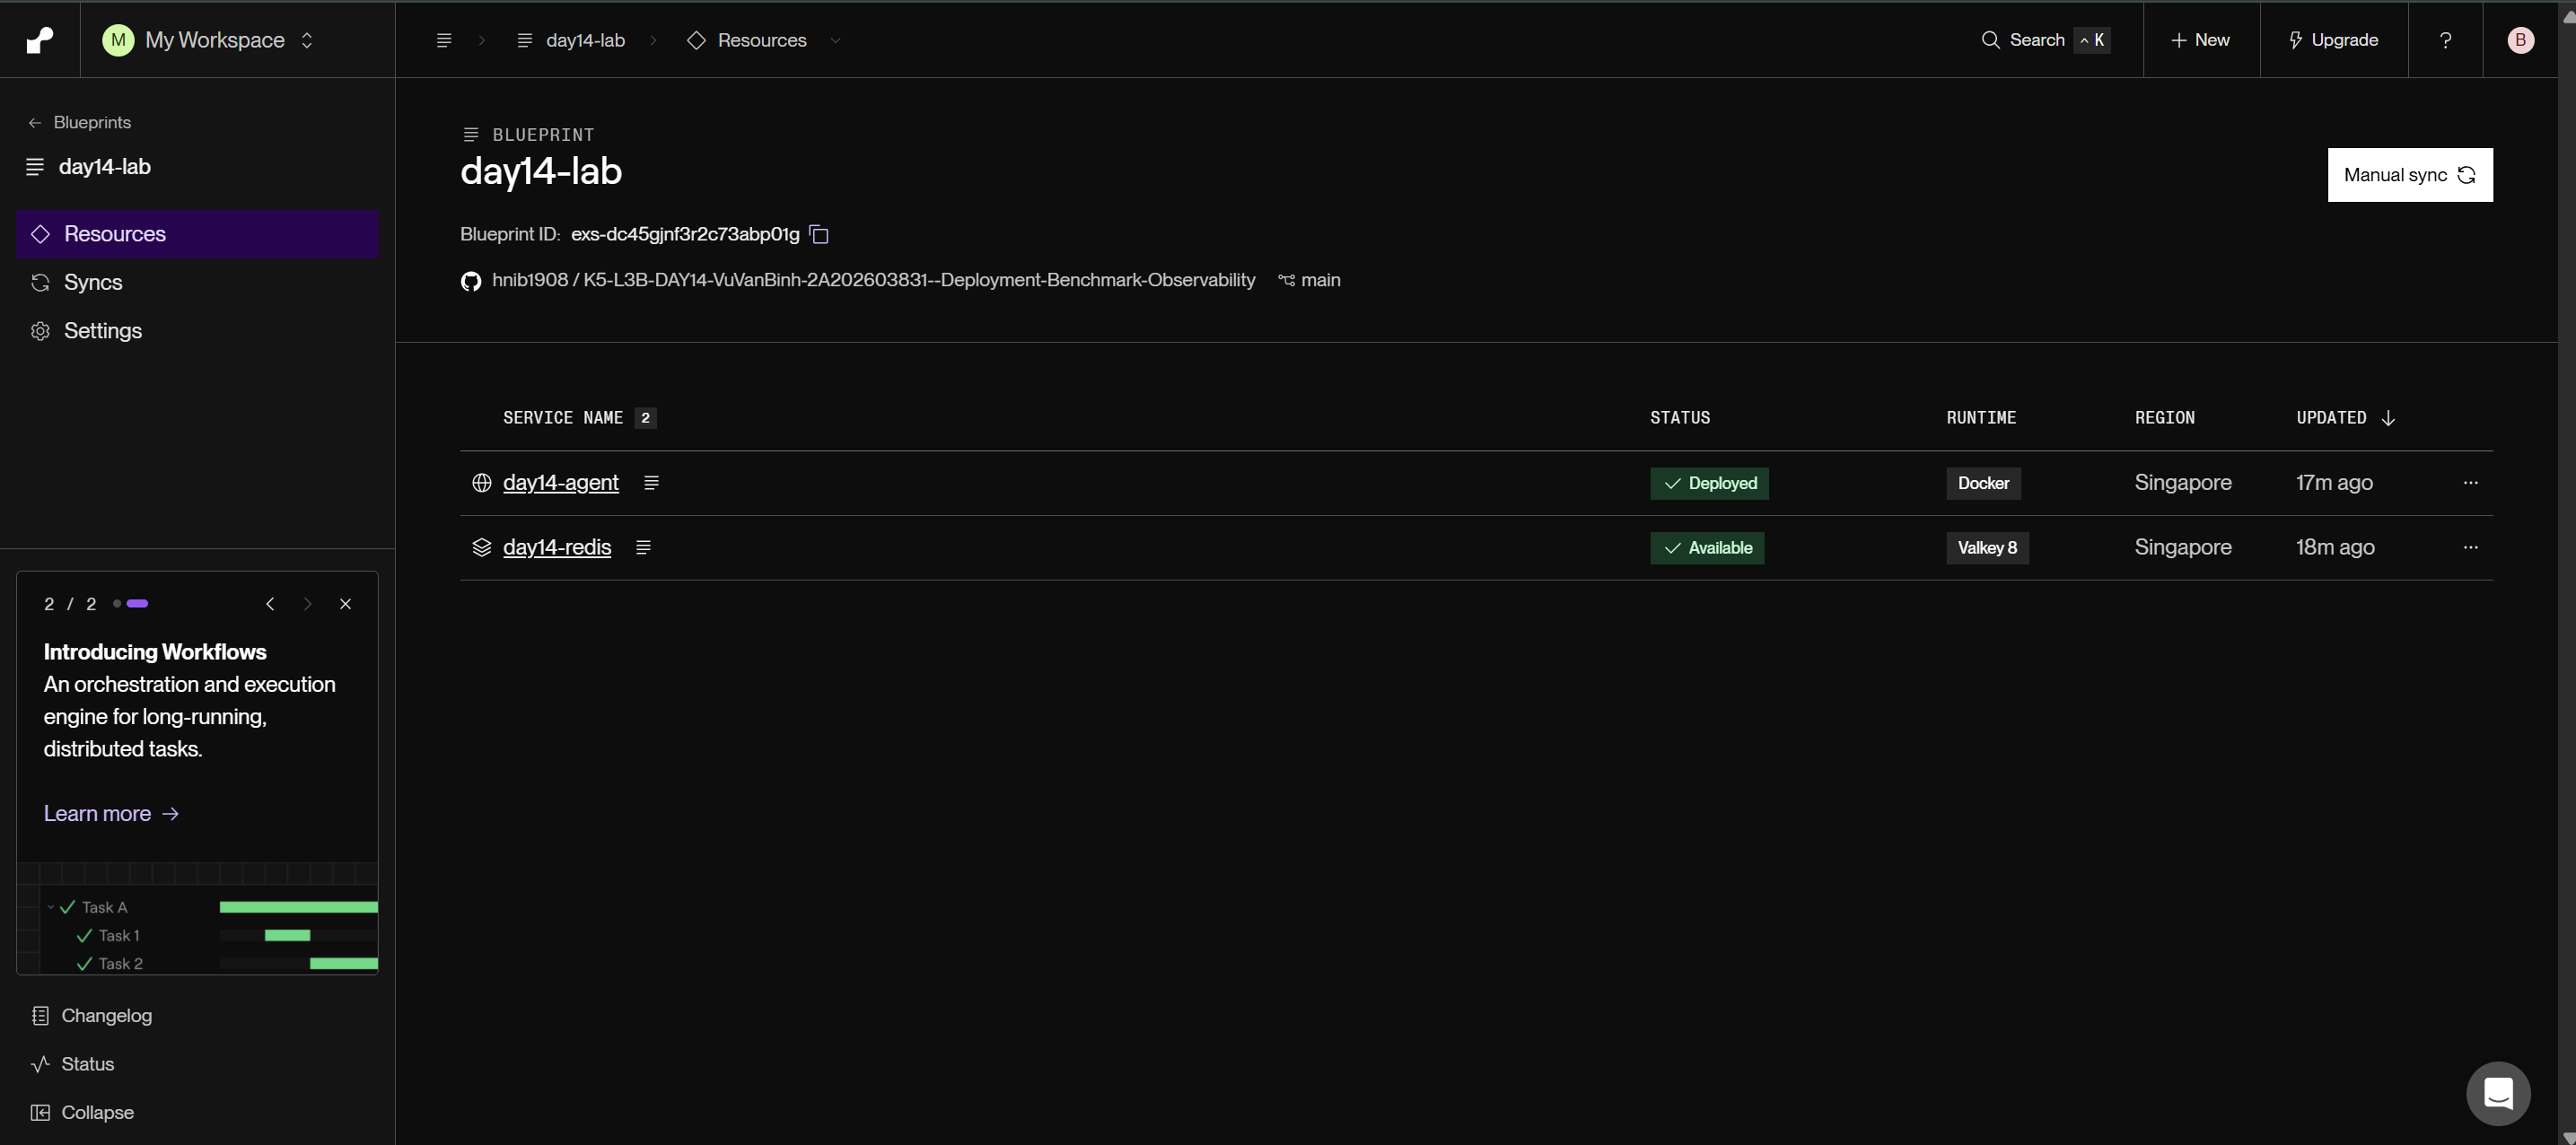 M My Workspace
day14-lab Resources
Search ^ K
+ New
Upgrade
?
B
Blueprints
day14-lab
Resources
Syncs
Settings
BLUEPRINT
day14-lab
Manual sync
Blueprint ID: exs-dc45gjnf3r2c73abp01g
hnib1908 / K5-L3B-DAY14-VuVanBinh-2A202603831--Deployment-Benchmark-Observability main
SERVICE NAME 2 STATUS RUNTIME REGION UPDATED
day14-agent Deployed Docker Singapore 17m ago
day14-redis Available Valkey 8 Singapore 18m ago
2 / 2
Introducing Workflows
An orchestration and execution
engine for long-running,
distributed tasks.
Learn more
Task A
Task 1
Task 2
Changelog
Status
Collapse